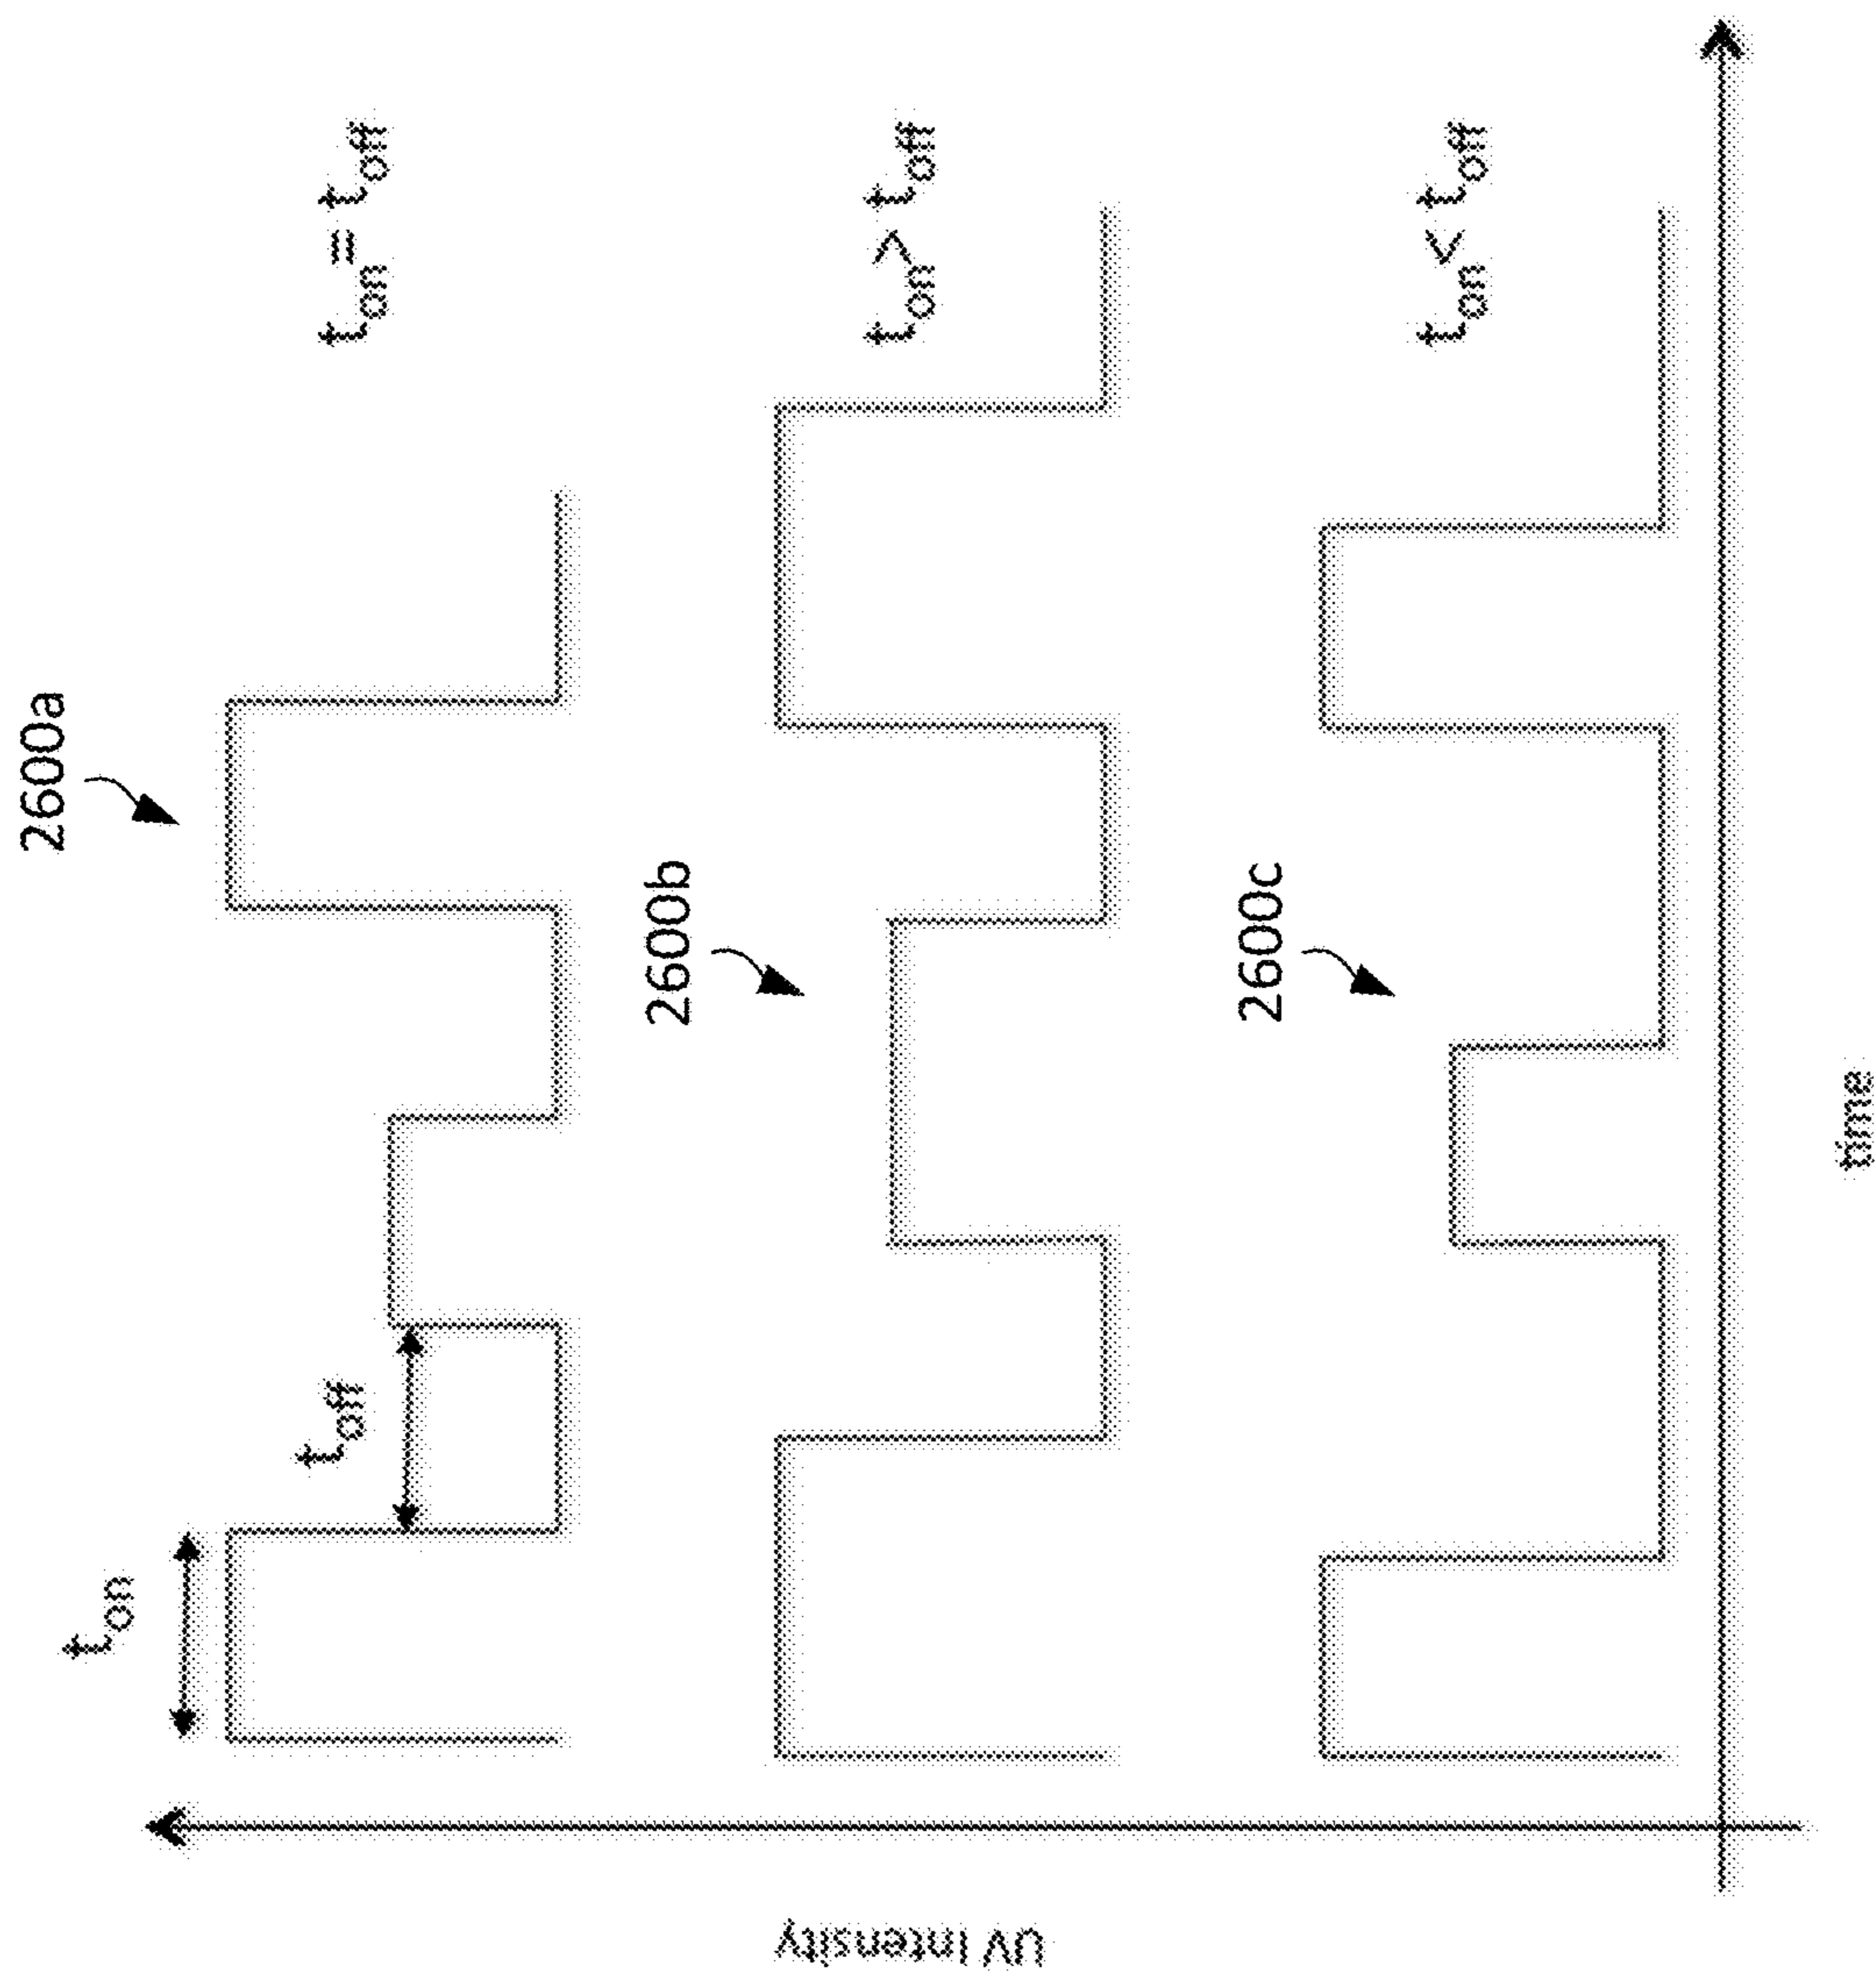 2600a
t_on
t_off
t_on = t_off
2600b
t_on > t_off
2600c
t_on < t_off
UV Intensity
time